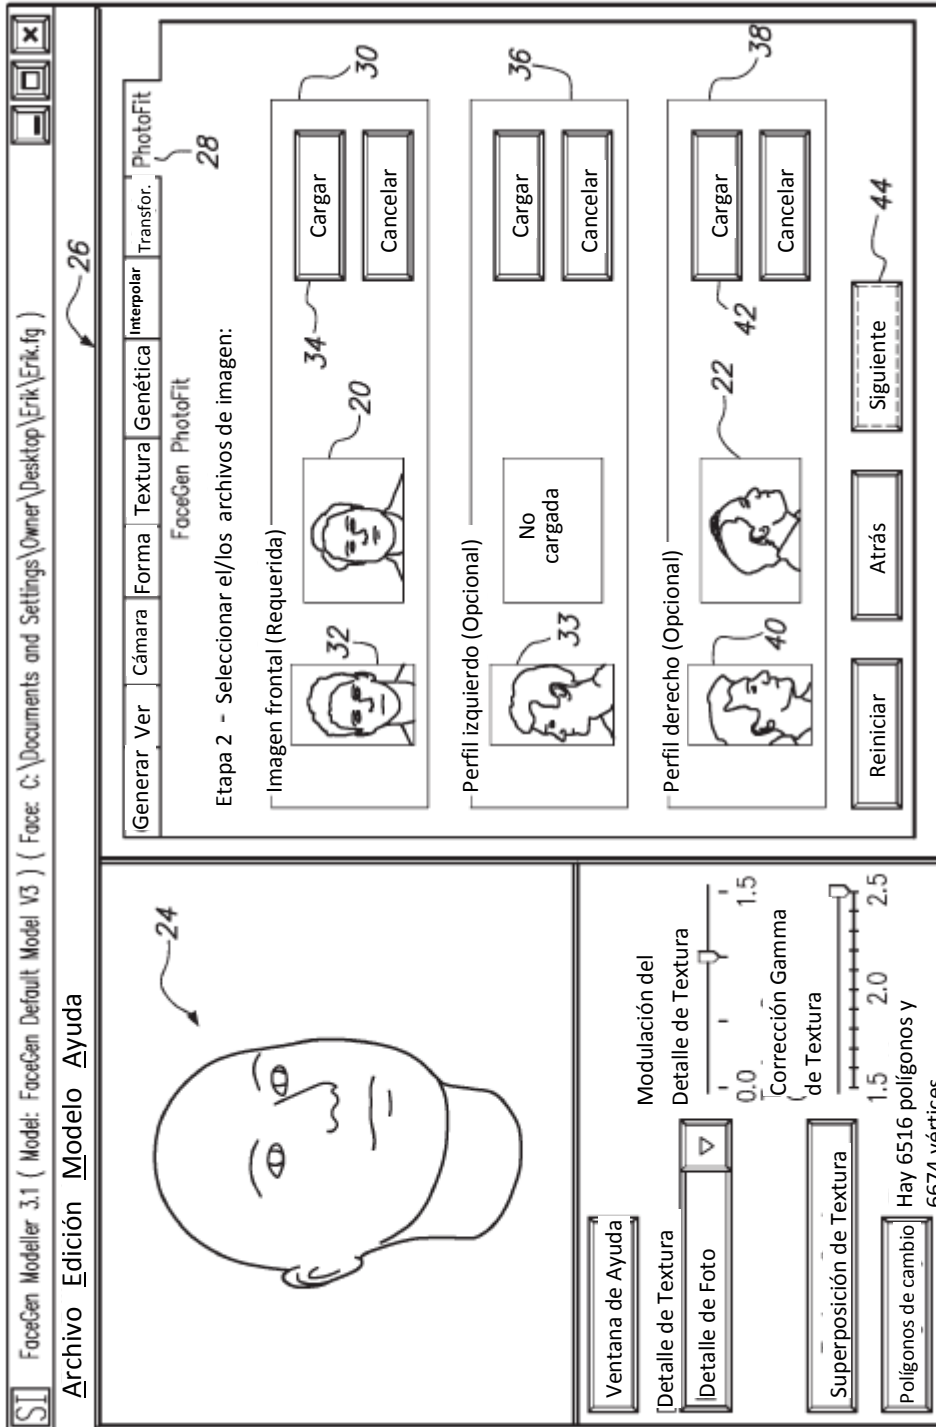 SI FaceGen Modeller 3.1 ( Model: FaceGen Default Model V3 ) ( Face: C:\Documents and Settings\Owner\Desktop\Erik\Erik.fg )
Archivo Edición Modelo Ayuda
26
24
Generar Ver Cámara Forma Textura Genética Interpolar Transfor. PhotoFit
28
FaceGen PhotoFit
Etapa 2 - Seleccionar el/los archivos de imagen:
Imagen frontal (Requerida)
30
32
20
34
Cargar
Cancelar
Perfil izquierdo (Opcional)
36
33
No
cargada
Cargar
Cancelar
Perfil derecho (Opcional)
38
40
22
42
Cargar
Cancelar
Reiniciar
Atrás
Siguiente
44
Ventana de Ayuda
Detalle de Textura
Detalle de Foto
Superposición de Textura
Polígonos de cambio
Modulación del
Detalle de Textura
0.0 1.5
Corrección Gamma
de Textura
1.5 2.0 2.5
Hay 6516 polígonos y
6674 vértices